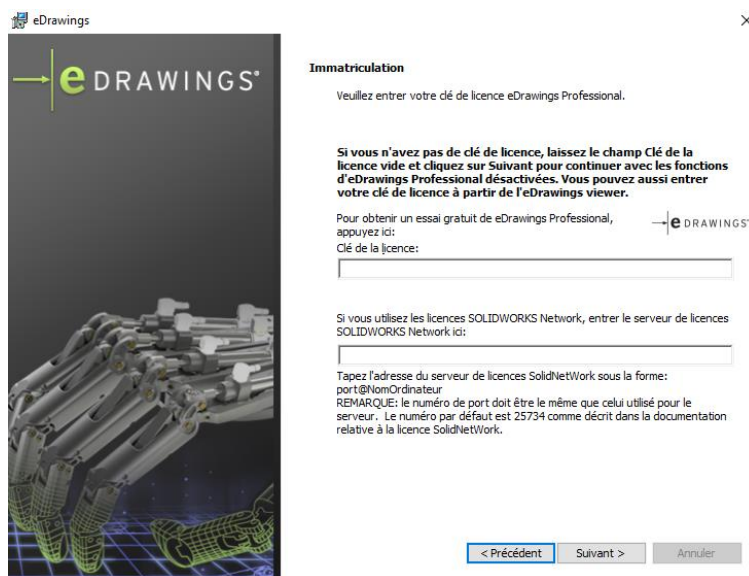 eDrawings
eDRAWINGS®
Immatriculation
Veuillez entrer votre clé de licence eDrawings Professional.
Si vous n'avez pas de clé de licence, laissez le champ Clé de la
licence vide et cliquez sur Suivant pour continuer avec les fonctions
d'eDrawings Professional désactivées. Vous pouvez aussi entrer
votre clé de licence à partir de l'eDrawings viewer.
Pour obtenir un essai gratuit de eDrawings Professional,
appuyez ici:
eDRAWINGS®
Clé de la licence:
Si vous utilisez les licences SOLIDWORKS Network, entrer le serveur de licences
SOLIDWORKS Network ici:
Tapez l'adresse du serveur de licences SolidNetWork sous la forme:
port@NomOrdinateur
REMARQUE: le numéro de port doit être le même que celui utilisé pour le
serveur. Le numéro par défaut est 25734 comme décrit dans la documentation
relative à la licence SolidNetWork.
< Précédent Suivant > Annuler